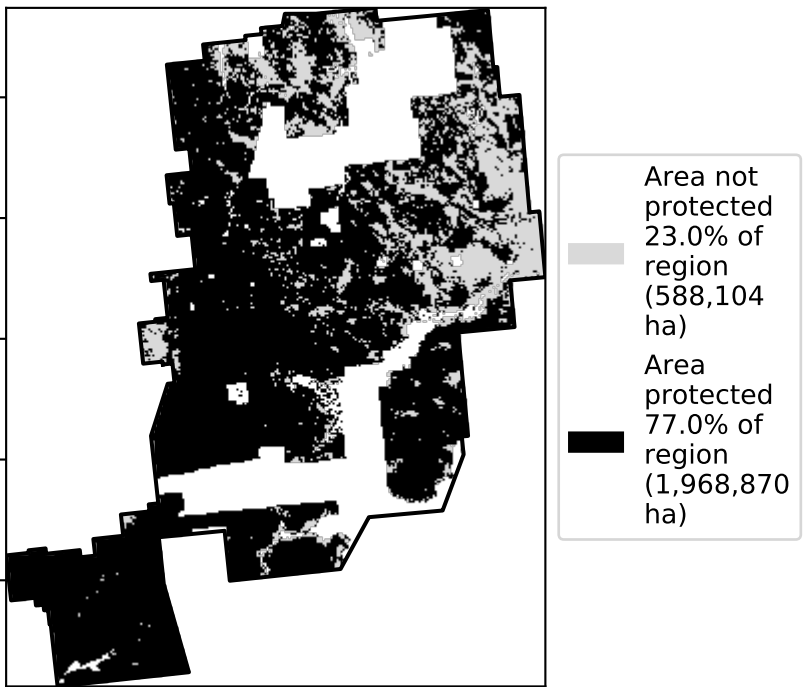 Area not
protected
23.0% of
region
(588,104
ha)
Area
protected
77.0% of
region
(1,968,870
ha)